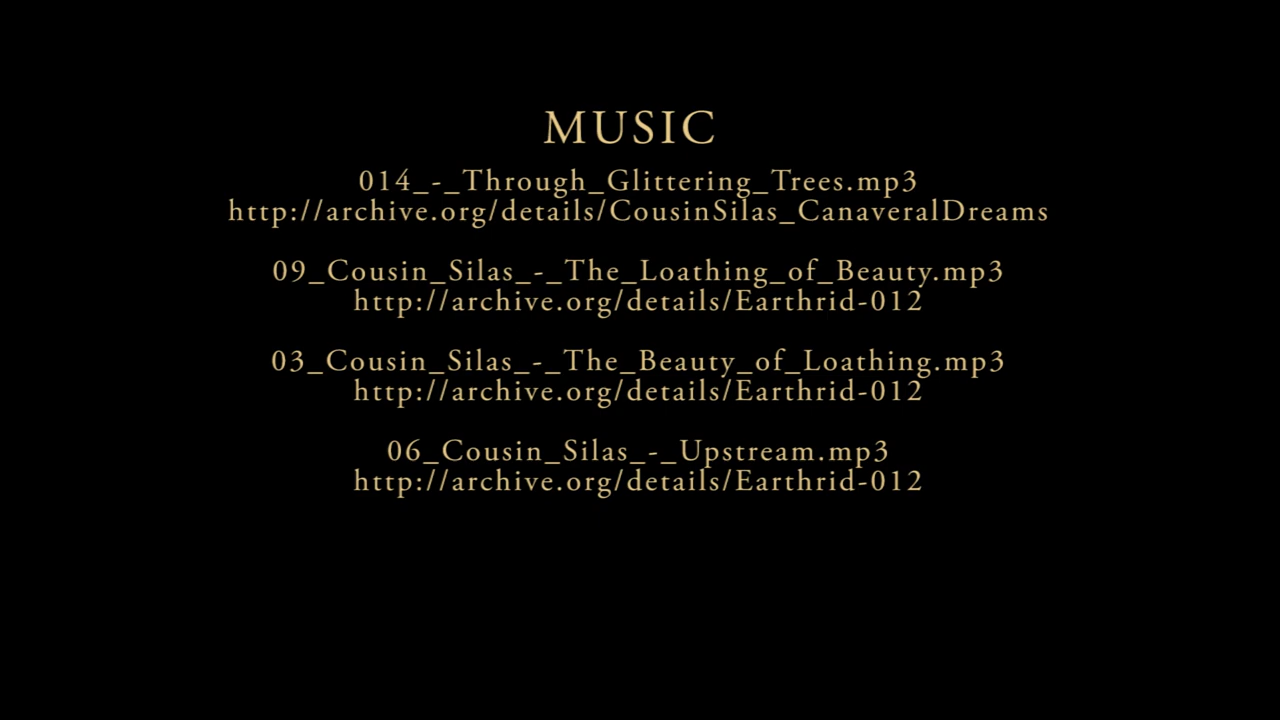 MUSIC
014_-_Through_Glittering_Trees.mp3
http://archive.org/details/CousinSilas_CanaveralDreams
09_Cousin_Silas_-_The_Loathing_of_Beauty.mp3
http://archive.org/details/Earthrid-012
03_Cousin_Silas_-_The_Beauty_of_Loathing.mp3
http://archive.org/details/Earthrid-012
06_Cousin_Silas_-_Upstream.mp3
http://archive.org/details/Earthrid-012